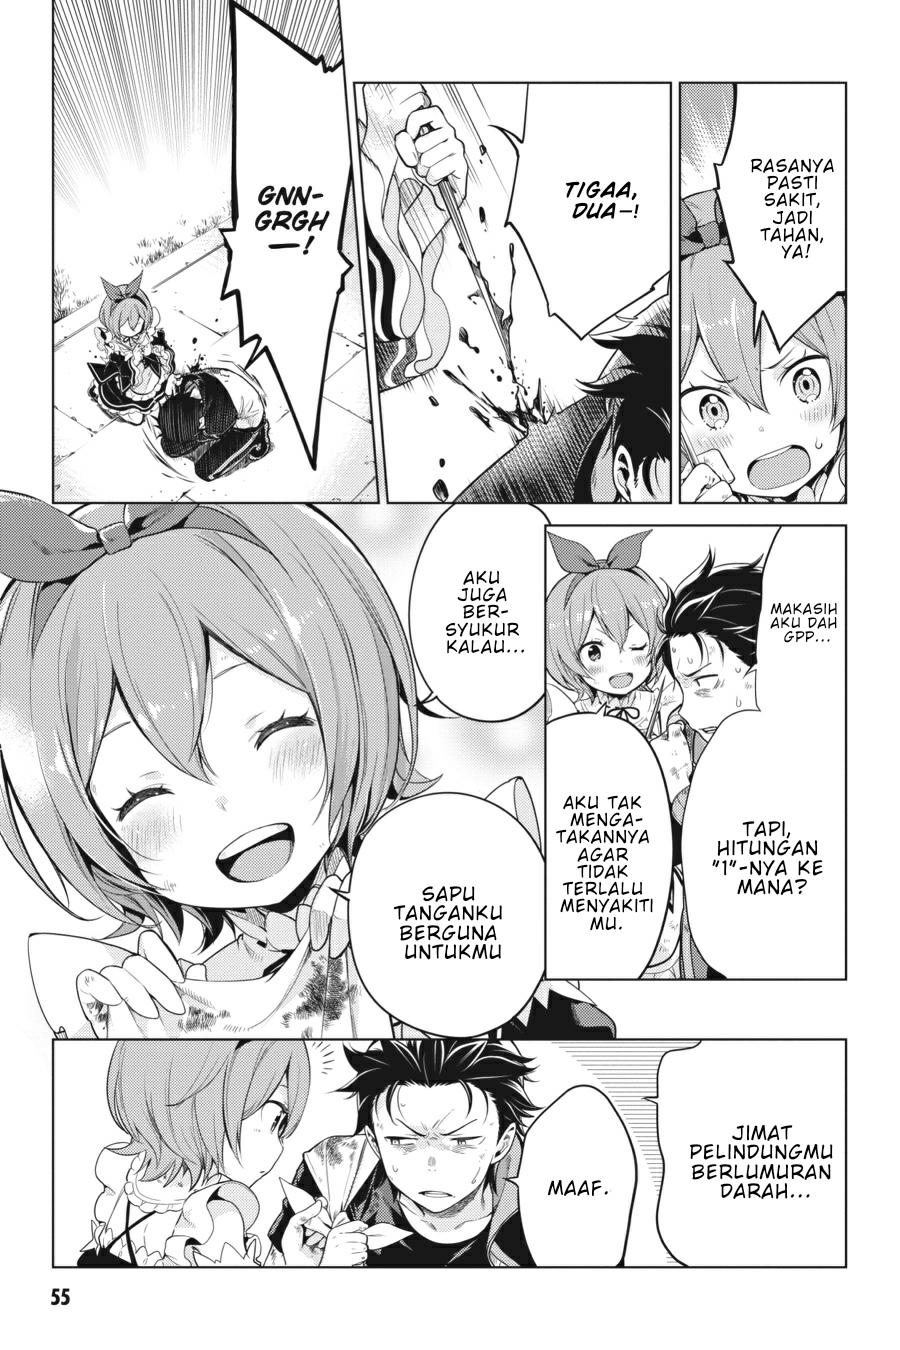 RASANYA
PASTI
SAKIT,
JADI
TAHAN,
YA!
TIGAA,
DUA—!
GNN-
GRGH
—!
MAKASIH
AKU DAH
GPP...
TAPI,
HITUNGAN
"1"-NYA KE
MANA?
AKU TAK
MENGA-
TAKANNYA
AGAR
TIDAK
TERLALU
MENYAKITI
MU.
AKU
JUGA
BER-
SYUKUR
KALAU...
SAPU
TANGANKU
BERGUNA
UNTUKMU
JIMAT
PELINDUNGMU
BERLUMURAN
DARAH...
MAAF.
55